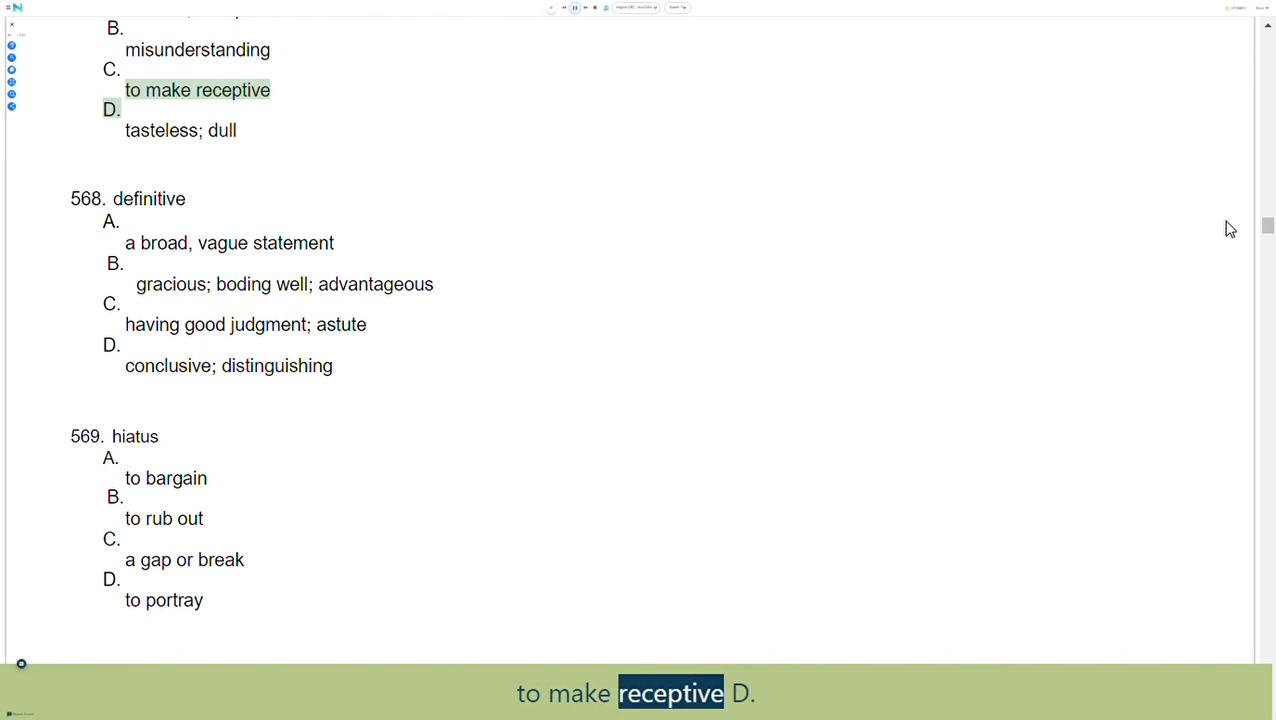 B.
misunderstanding
C.
to make receptive
D.
tasteless; dull
568. definitive
A.
a broad, vague statement
B.
gracious; boding well; advantageous
C.
having good judgment; astute
D.
conclusive; distinguishing
569. hiatus
A.
to bargain
B.
to rub out
C.
a gap or break
D.
to portray
to make receptive D.